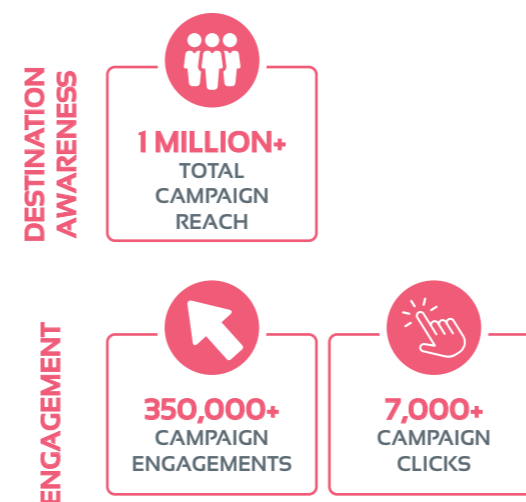 DESTINATION
AWARENESS
1 MILLION+
TOTAL
CAMPAIGN
REACH
ENGAGEMENT
350,000+
CAMPAIGN
ENGAGEMENTS
7,000+
CAMPAIGN
CLICKS